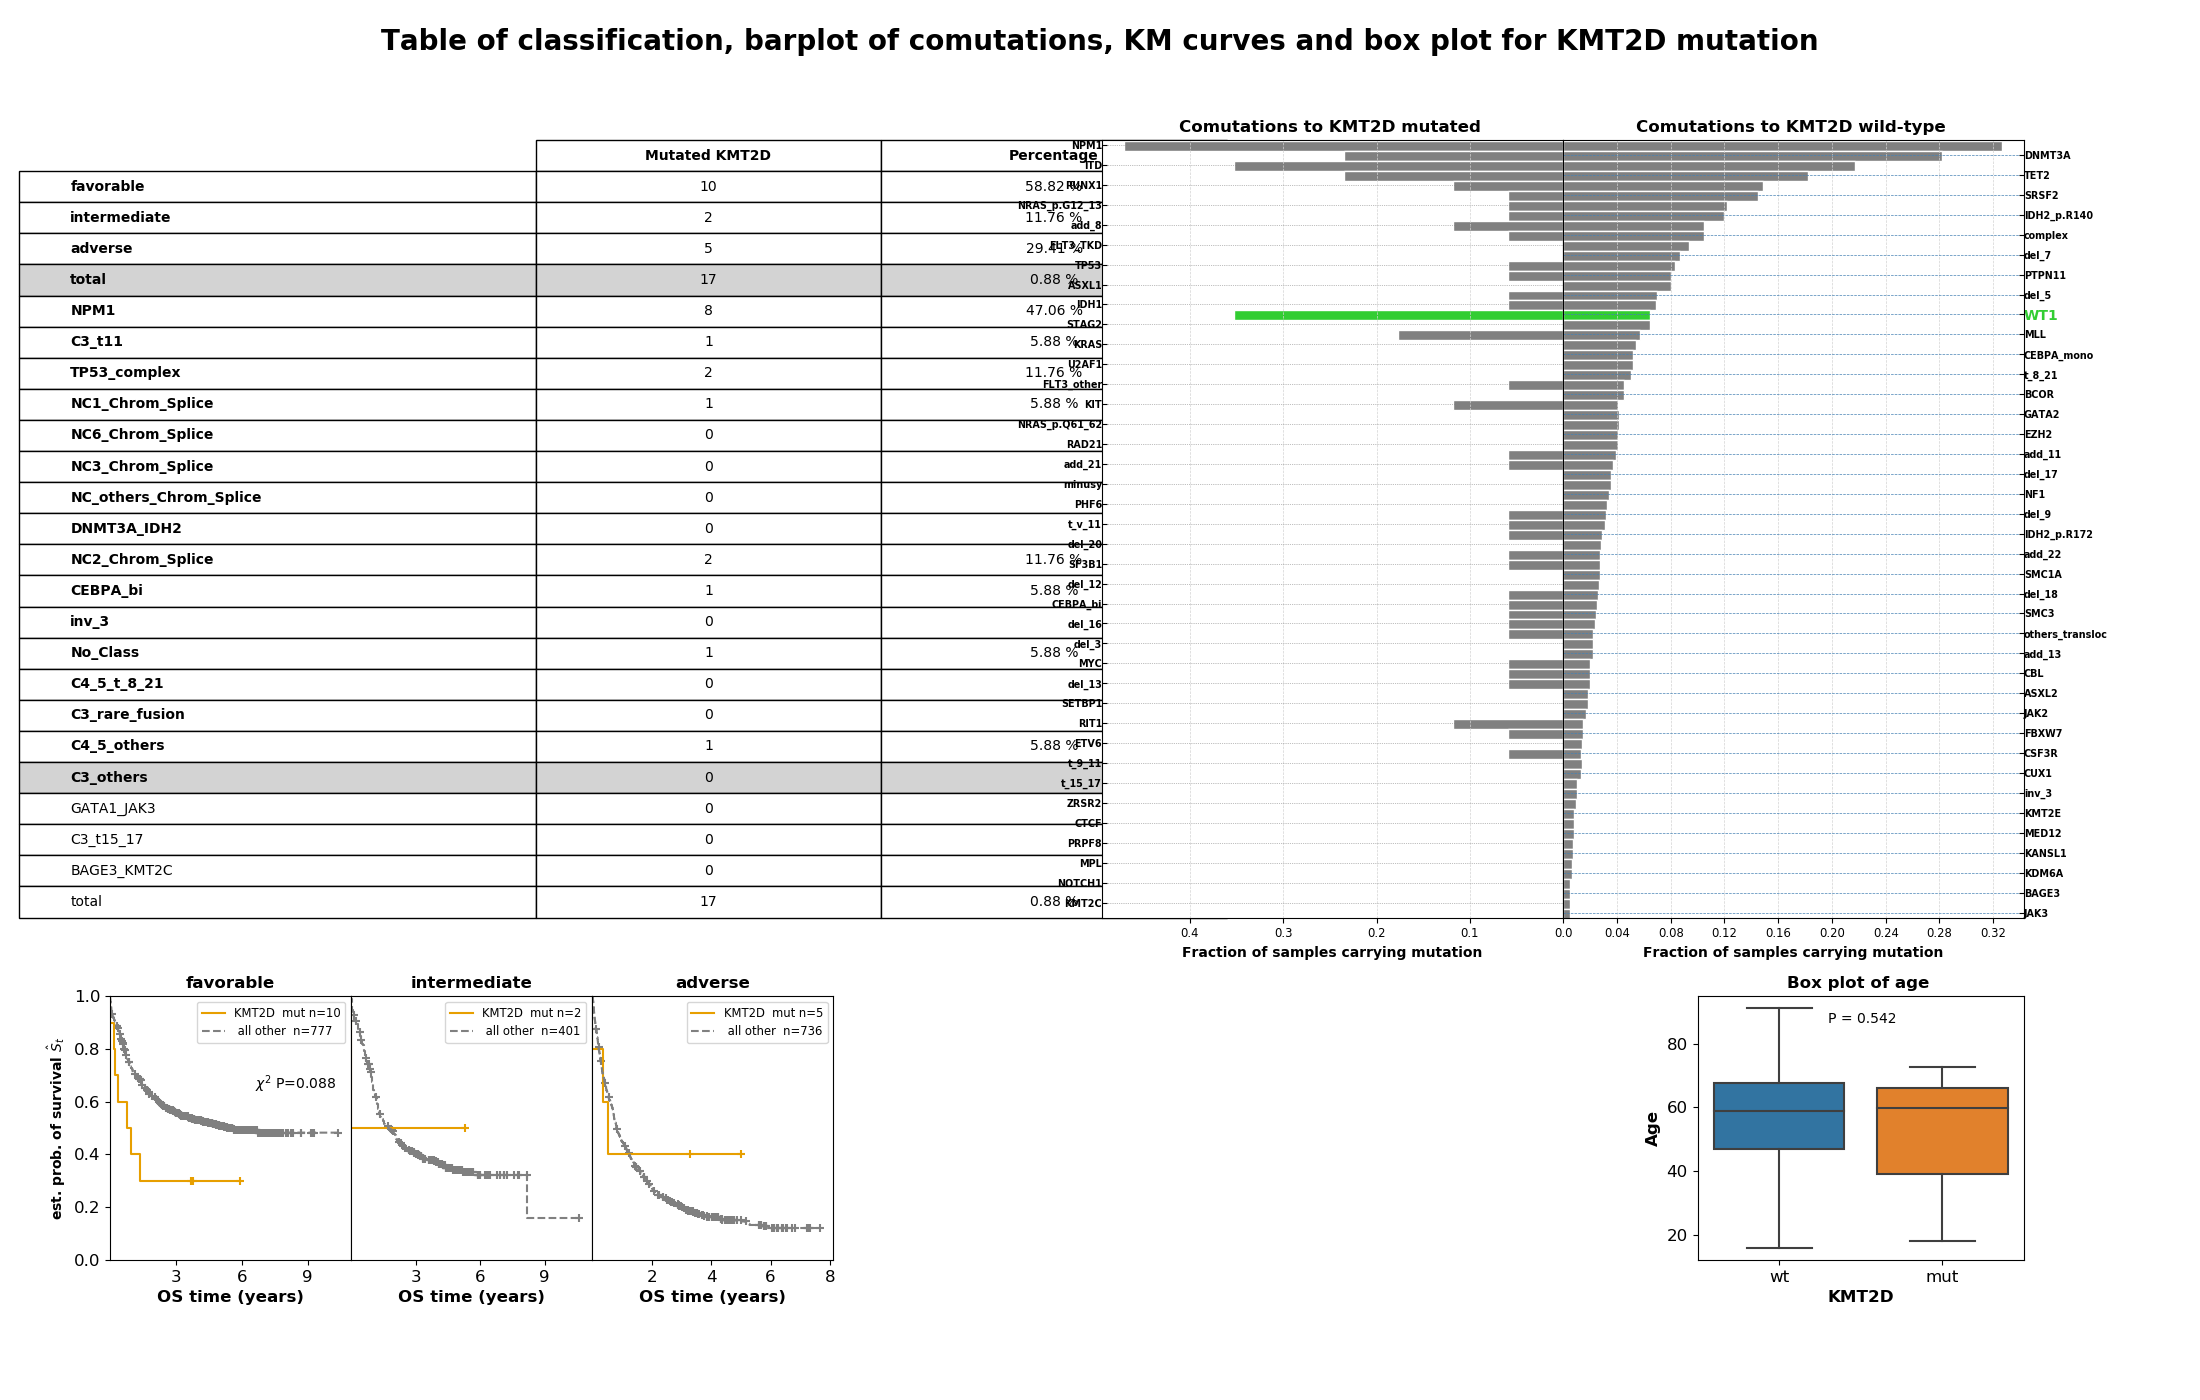 Table of classification, barplot of comutations, KM curves and box plot for KMT2D mutation
Mutated KMT2D Percentage
favorable 10 58.82 %
intermediate 2 11.76 %
adverse 5 29.41 %
total 17 0.88 %
NPM1 8 47.06 %
C3_t11 1 5.88 %
TP53_complex 2 11.76 %
NC1_Chrom_Splice 1 5.88 %
NC6_Chrom_Splice 0
NC3_Chrom_Splice 0
NC_others_Chrom_Splice 0
DNMT3A_IDH2 0
NC2_Chrom_Splice 2 11.76 %
CEBPA_bi 1 5.88 %
inv_3 0
No_Class 1 5.88 %
C4_5_t_8_21 0
C3_rare_fusion 0
C4_5_others 1 5.88 %
C3_others 0
GATA1_JAK3 0
C3_t15_17 0
BAGE3_KMT2C 0
total 17 0.88 %
Comutations to KMT2D mutated
NPM1
ITD
RUNX1
NRAS_p.G12_13
add_8
FLT3_TKD
TP53
ASXL1
IDH1
STAG2
KRAS
U2AF1
FLT3_other
KIT
NRAS_p.Q61_62
RAD21
add_21
minusy
PHF6
t_v_11
del_20
SF3B1
del_12
CEBPA_bi
del_16
del_3
MYC
del_13
SETBP1
RIT1
ETV6
t_9_11
t_15_17
ZRSR2
CTCF
PRPF8
MPL
NOTCH1
KMT2C
0.4 0.3 0.2 0.1
Fraction of samples carrying mutation
Comutations to KMT2D wild-type
DNMT3A
TET2
SRSF2
IDH2_p.R140
complex
del_7
PTPN11
del_5
WT1
MLL
CEBPA_mono
t_8_21
BCOR
GATA2
EZH2
add_11
del_17
NF1
del_9
IDH2_p.R172
add_22
SMC1A
del_18
SMC3
others_transloc
add_13
CBL
ASXL2
JAK2
FBXW7
CSF3R
CUX1
inv_3
KMT2E
MED12
KANSL1
KDM6A
BAGE3
JAK3
0.0 0.04 0.08 0.12 0.16 0.20 0.24 0.28 0.32
Fraction of samples carrying mutation
favorable
KMT2D mut n=10
all other n=777
χ² P=0.088
est. prob. of survival Ŝt
1.0
0.8
0.6
0.4
0.2
0.0
3 6 9
OS time (years)
intermediate
KMT2D mut n=2
all other n=401
3 6 9
OS time (years)
adverse
KMT2D mut n=5
all other n=736
2 4 6 8
OS time (years)
Box plot of age
P = 0.542
Age
80
60
40
20
wt mut
KMT2D